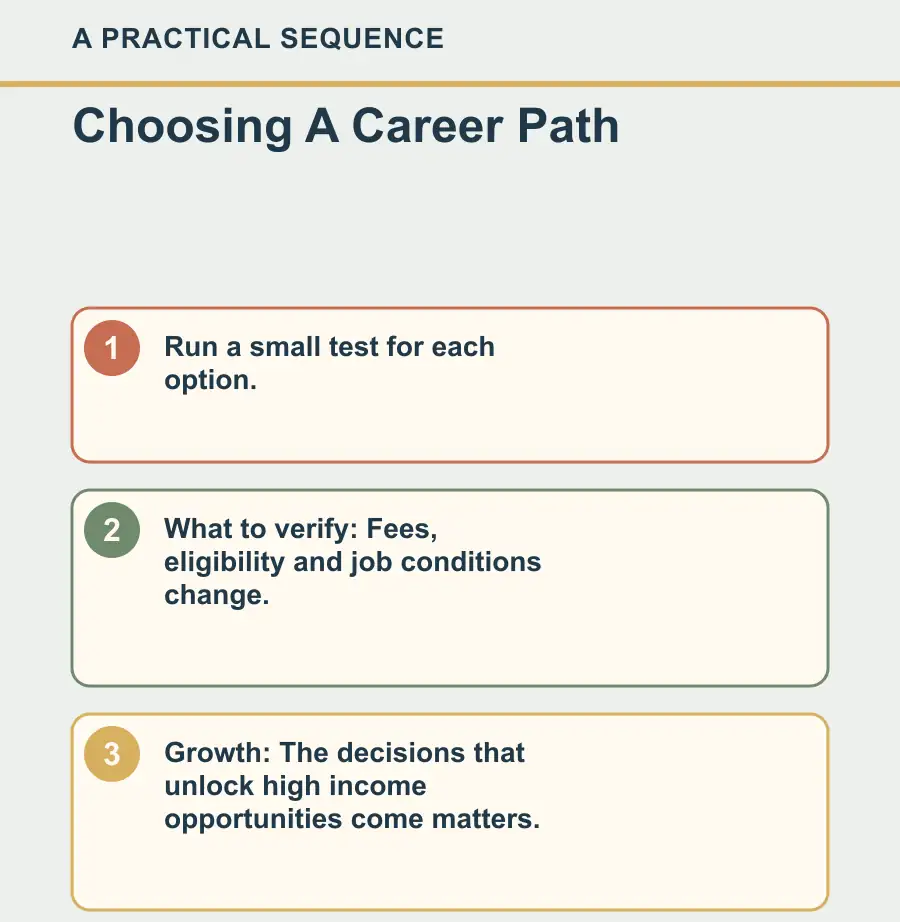 A PRACTICAL SEQUENCE
Choosing A Career Path
1
Run a small test for each
option.
2
What to verify: Fees,
eligibility and job conditions
change.
3
Growth: The decisions that
unlock high income
opportunities come matters.